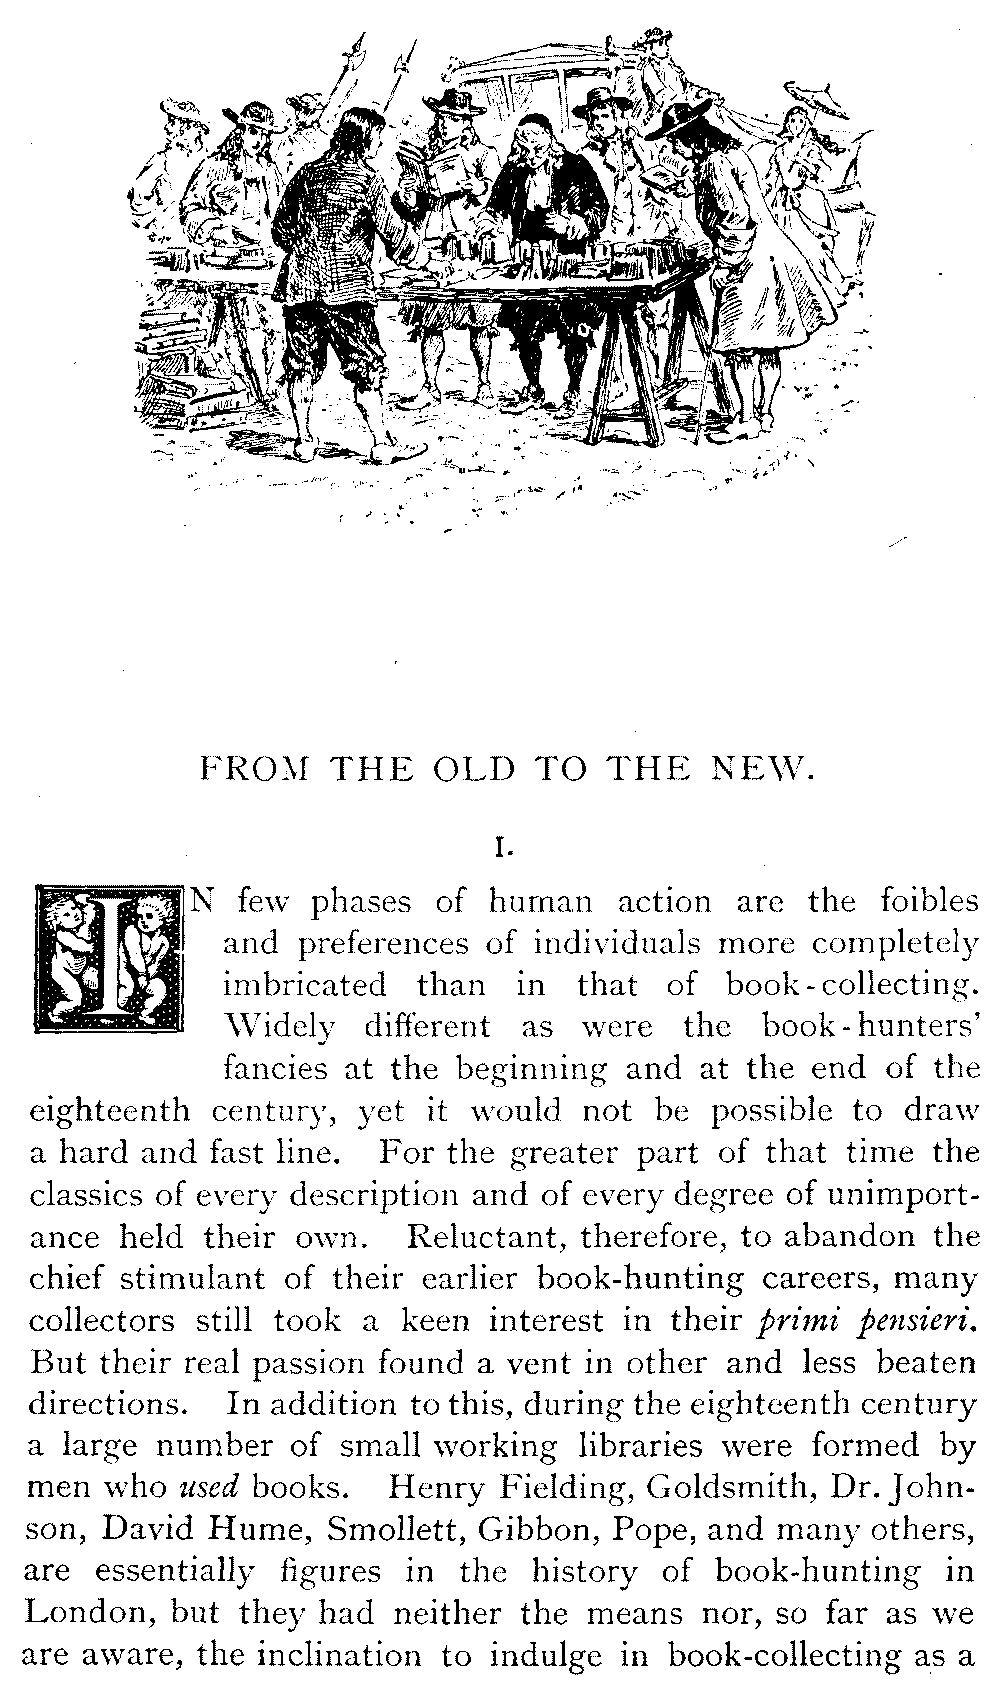 FROM THE OLD TO THE NEW.
I.
IN few phases of human action are the foibles
and preferences of individuals more completely
imbricated than in that of book-collecting.
Widely different as were the book-hunters'
fancies at the beginning and at the end of the
eighteenth century, yet it would not be possible to draw
a hard and fast line. For the greater part of that time the
classics of every description and of every degree of unimport-
ance held their own. Reluctant, therefore, to abandon the
chief stimulant of their earlier book-hunting careers, many
collectors still took a keen interest in their primi pensieri.
But their real passion found a vent in other and less beaten
directions. In addition to this, during the eighteenth century
a large number of small working libraries were formed by
men who used books. Henry Fielding, Goldsmith, Dr. John-
son, David Hume, Smollett, Gibbon, Pope, and many others,
are essentially figures in the history of book-hunting in
London, but they had neither the means nor, so far as we
are aware, the inclination to indulge in book-collecting as a